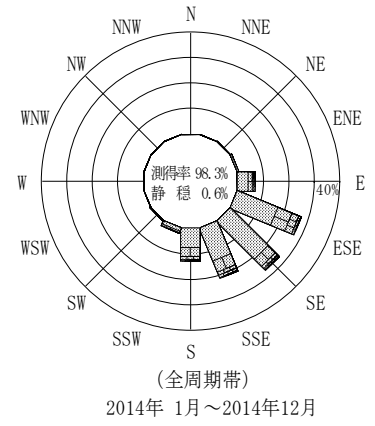 N
NNW NNE
NW NE
WNW ENE
測得率 98.3%
静 穏 0.6%
W 40% E
WSW ESE
SW SE
SSW SSE
S
(全周期帯)
2014年 1月～2014年12月